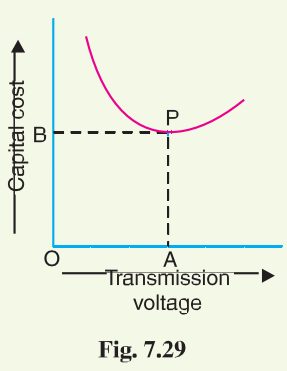 Capital cost
P
B
O
A
Transmission
voltage
Fig. 7.29